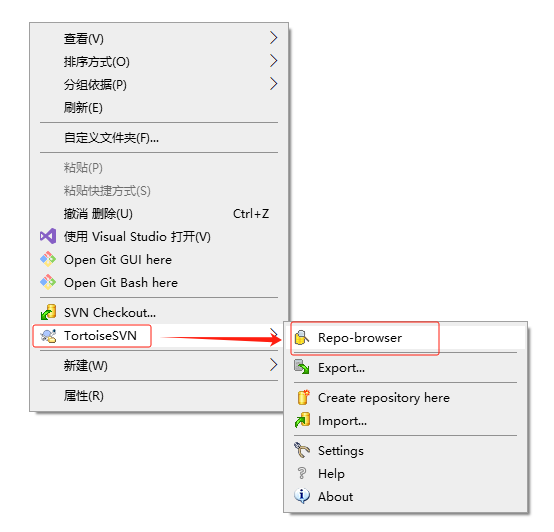 查看(V)
排序方式(O)
分组依据(P)
刷新(E)
自定义文件夹(F)...
粘贴(P)
粘贴快捷方式(S)
撤消 删除(U) Ctrl+Z
使用 Visual Studio 打开(V)
Open Git GUI here
Open Git Bash here
SVN Checkout...
TortoiseSVN
新建(W)
属性(R)
Repo-browser
Export...
Create repository here
Import...
Settings
Help
About